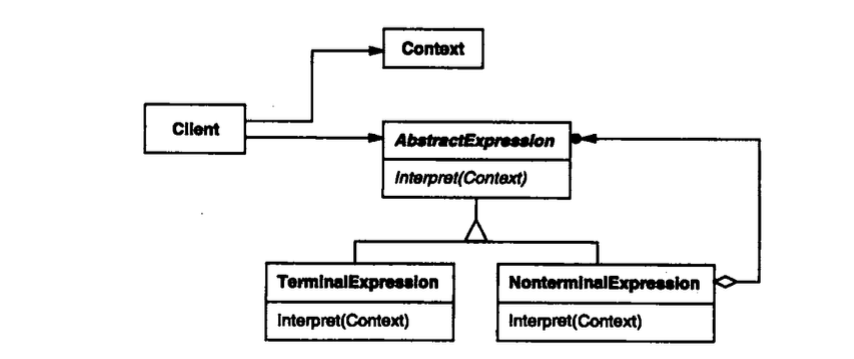 Context
Client
AbstractExpression
Interpret(Context)
TerminalExpression
Interpret(Context)
NonterminalExpression
Interpret(Context)